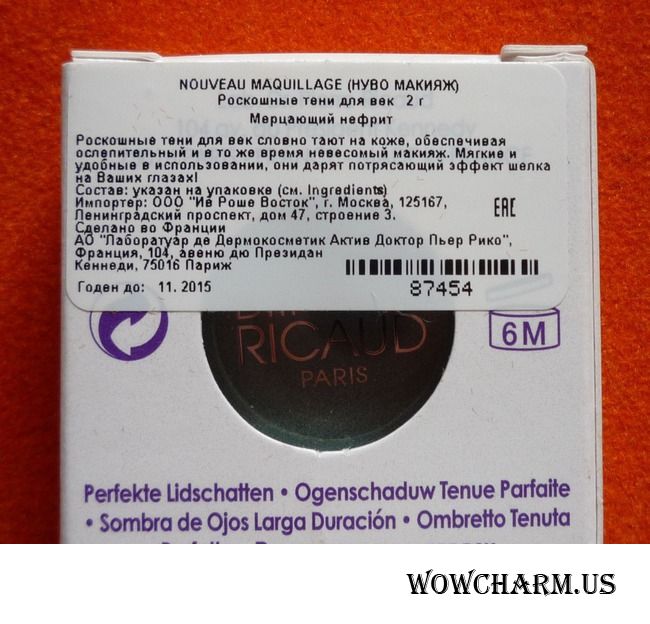 NOUVEAU MAQUILLAGE (НУВО МАКИЯЖ)
Роскошные тени для век 2 г
Мерцающий нефрит
Роскошные тени для век словно тают на коже, обеспечивая
ослепительный и в то же время невесомый макияж. Мягкие и
удобные в использовании, они дарят потрясающий эффект шелка
на Ваших глазах!
Состав: указан на упаковке (см. Ingredients)
Импортер: ООО "Ив Роше Восток", г. Москва, 125167,
Ленинградский проспект, дом 47, строение 3.
Сделано во Франции
АО "Лаборатуар де Дермокосметик Актив Доктор Пьер Рико",
Франция, 104, авеню дю Президан
Кеннеди, 75016 Париж
Годен до: 11. 2015
EAC
87454
RICAUD
PARIS
6M
Perfekte Lidschatten • Ogenschaduw Tenue Parfaite
• Sombra de Ojos Larga Duración • Ombretto Tenuta
WOWCHARM.US